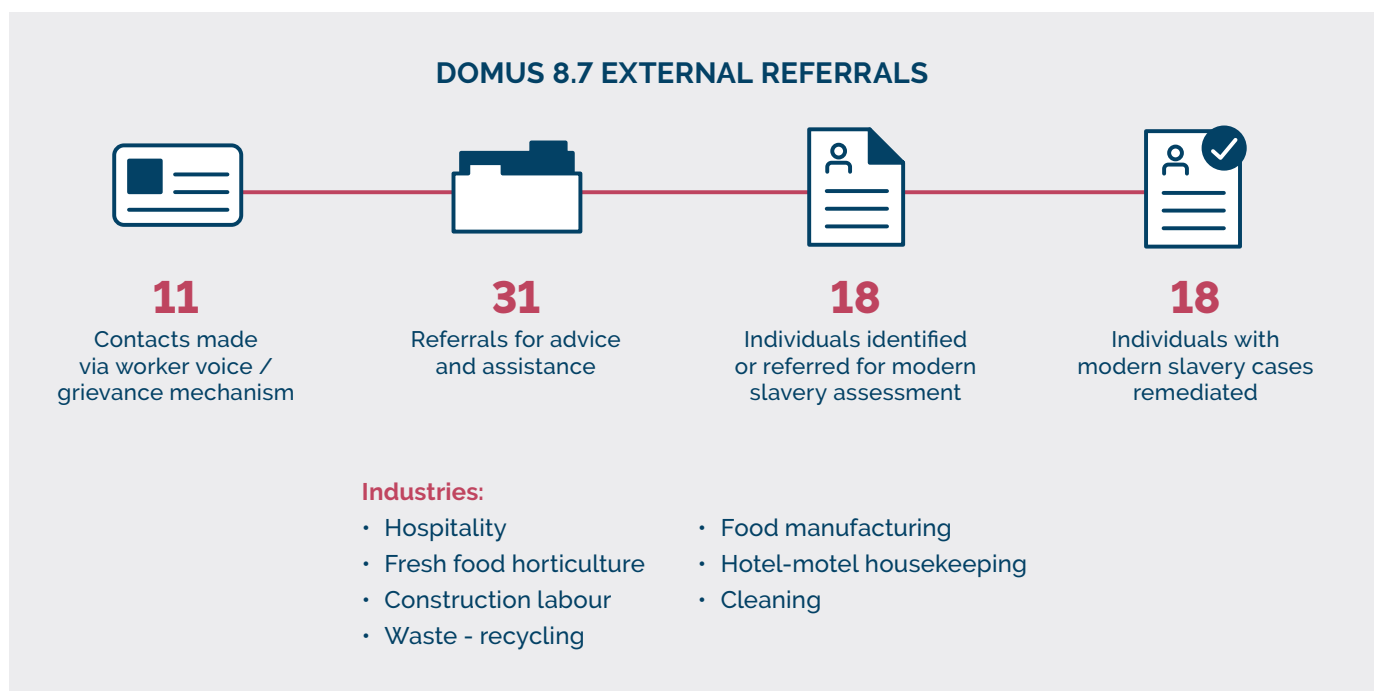 DOMUS 8.7 EXTERNAL REFERRALS
11
Contacts made
via worker voice /
grievance mechanism
31
Referrals for advice
and assistance
18
Individuals identified
or referred for modern
slavery assessment
18
Individuals with
modern slavery cases
remediated
Industries:
• Hospitality
• Fresh food horticulture
• Construction labour
• Waste - recycling
• Food manufacturing
• Hotel-motel housekeeping
• Cleaning